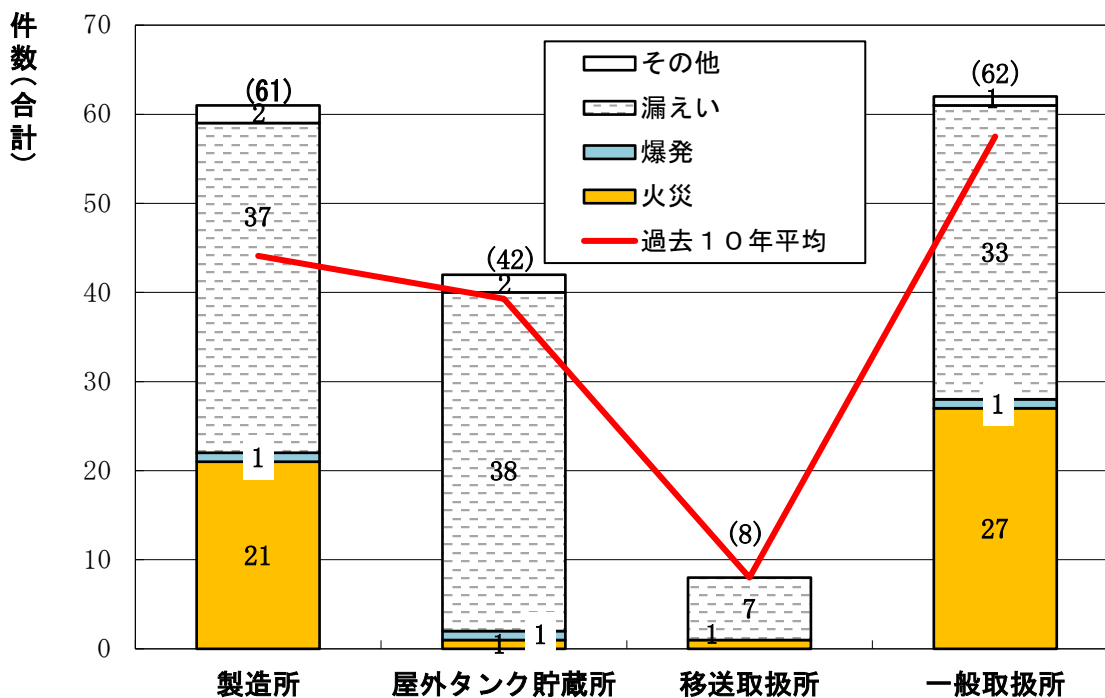 件数(合計)
70
60
50
40
30
20
10
0
その他
漏えい
爆発
火災
過去１０年平均
(61)
2
37
1
21
(42)
2
38
1
1
(8)
7
1
(62)
1
33
1
27
製造所
屋外タンク貯蔵所
移送取扱所
一般取扱所